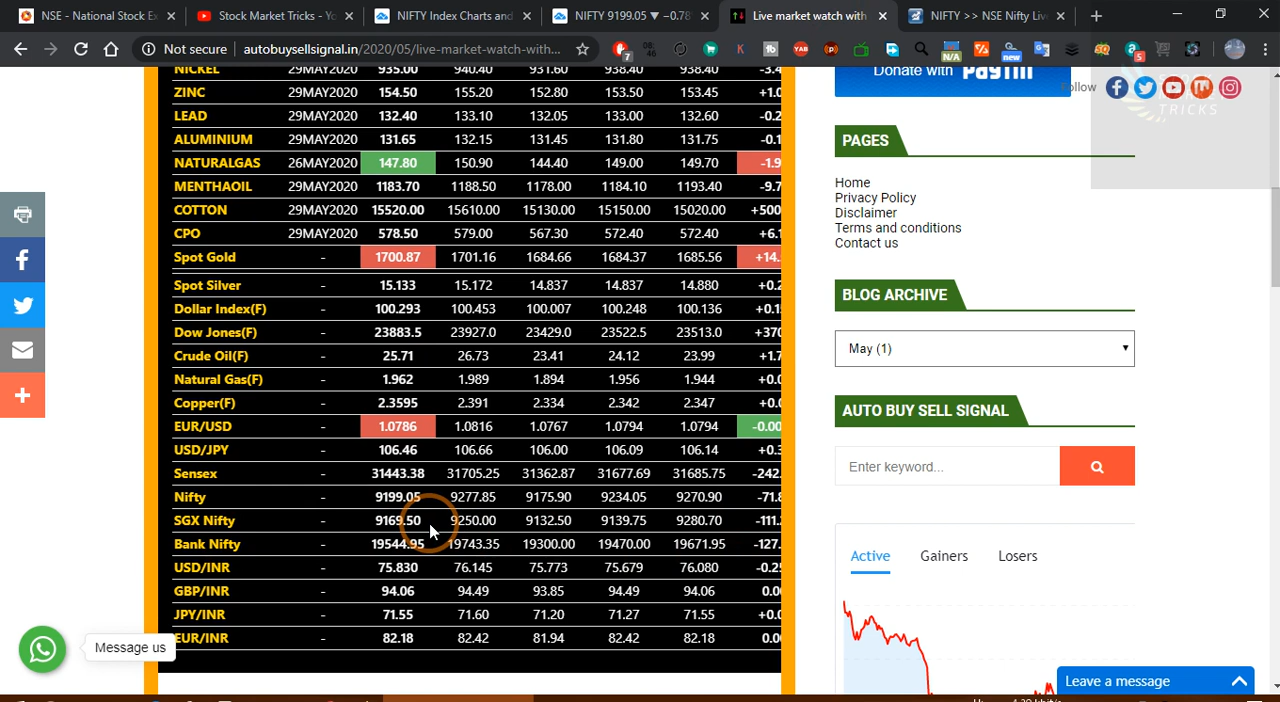 NSE - National Stock Ex
Stock Market Tricks - Yo
NIFTY Index Charts and
NIFTY 9199.05 ▼ −0.78
Live market watch with
NIFTY >> NSE Nifty Live
Not secure | autobuysellsignal.in/2020/05/live-market-watch-with...
NICKEL 29MAY2020 935.00 940.40 931.60 938.40 938.40 -3.4
ZINC 29MAY2020 154.50 155.20 152.80 153.50 153.45 +1.0
LEAD 29MAY2020 132.40 133.10 132.05 133.00 132.60 -0.2
ALUMINIUM 29MAY2020 131.65 132.15 131.45 131.80 131.75 -0.1
NATURALGAS 26MAY2020 147.80 150.90 144.40 149.00 149.70 -1.9
MENTHAOIL 29MAY2020 1183.70 1188.50 1178.00 1184.10 1193.40 -9.7
COTTON 29MAY2020 15520.00 15610.00 15130.00 15150.00 15020.00 +500
CPO 29MAY2020 578.50 579.00 567.30 572.40 572.40 +6.1
Spot Gold - 1700.87 1701.16 1684.66 1684.37 1685.56 +14.
Spot Silver - 15.133 15.172 14.837 14.837 14.880 +0.2
Dollar Index(F) - 100.293 100.453 100.007 100.248 100.136 +0.1
Dow Jones(F) - 23883.5 23927.0 23429.0 23522.5 23513.0 +370
Crude Oil(F) - 25.71 26.73 23.41 24.12 23.99 +1.7
Natural Gas(F) - 1.962 1.989 1.894 1.956 1.944 +0.0
Copper(F) - 2.3595 2.391 2.334 2.342 2.347 +0.0
EUR/USD - 1.0786 1.0816 1.0767 1.0794 1.0794 -0.00
USD/JPY - 106.46 106.66 106.00 106.09 106.14 +0.3
Sensex - 31443.38 31705.25 31362.87 31677.69 31685.75 -242.
Nifty - 9199.05 9277.85 9175.90 9234.05 9270.90 -71.8
SGX Nifty - 9169.50 9250.00 9132.50 9139.75 9280.70 -111.
Bank Nifty - 19544.95 19743.35 19300.00 19470.00 19671.95 -127.
USD/INR - 75.830 76.145 75.773 75.679 76.080 -0.25
GBP/INR - 94.06 94.49 93.85 94.49 94.06 0.0
JPY/INR - 71.55 71.60 71.20 71.27 71.55 +0.0
EUR/INR - 82.18 82.42 81.94 82.42 82.18 0.0
Message us
Donate with Paytm
Follow
TRICKS
PAGES
Home
Privacy Policy
Disclaimer
Terms and conditions
Contact us
BLOG ARCHIVE
May (1)
AUTO BUY SELL SIGNAL
Enter keyword...
Active Gainers Losers
Leave a message